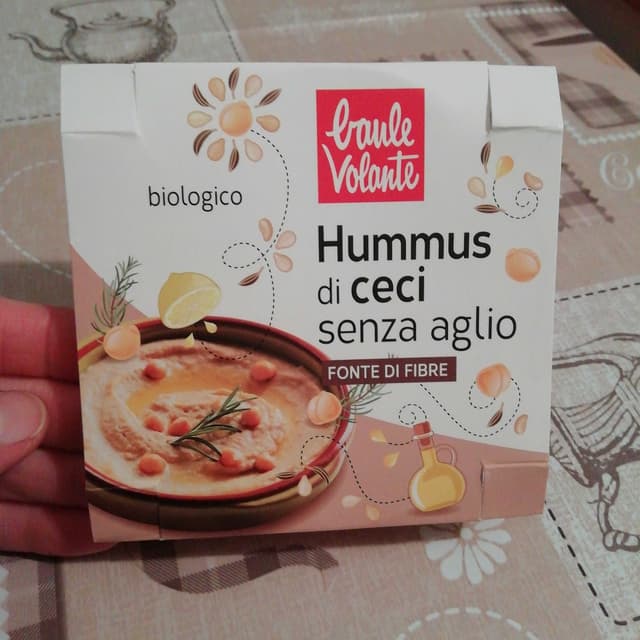 baule
Volante
biologico
Hummus
di ceci
senza aglio
FONTE DI FIBRE